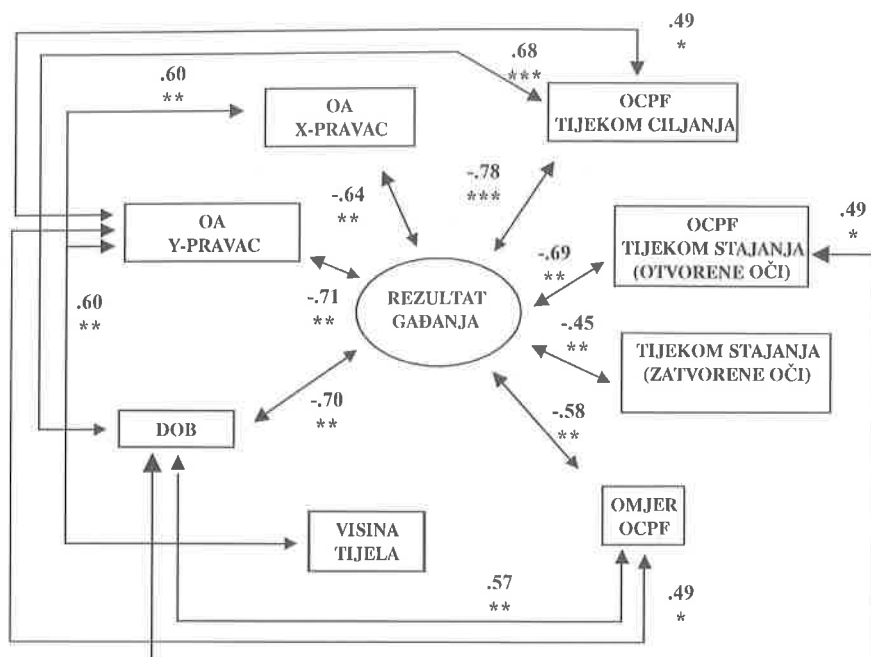 .49
*
.68
***
.60
**
OA
X-PRAVAC
OCPF
TIJEKOM CILJANJA
-.78
***
-.64
**
OA
Y-PRAVAC
OCPF
TIJEKOM STAJANJA
(OTVORENE OČI)
.49
*
-.69
**
REZULTAT
GAĐANJA
-.71
**
.60
**
-.45
**
TIJEKOM STAJANJA
(ZATVORENE OČI)
-.70
**
-.58
**
DOB
VISINA
TIJELA
OMJER
OCPF
.57
**
.49
*